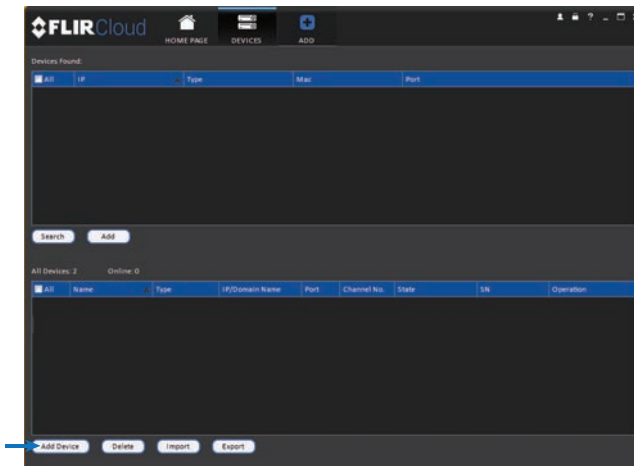 FLIRCloud
HOME PAGE DEVICES ADD
Devices Found:
All IP Type Mac Port
Search Add
All Devices: 2 Online: 0
All Name Type IP/Domain Name Port Channel No. State SN Operation
Add Device Delete Import Export